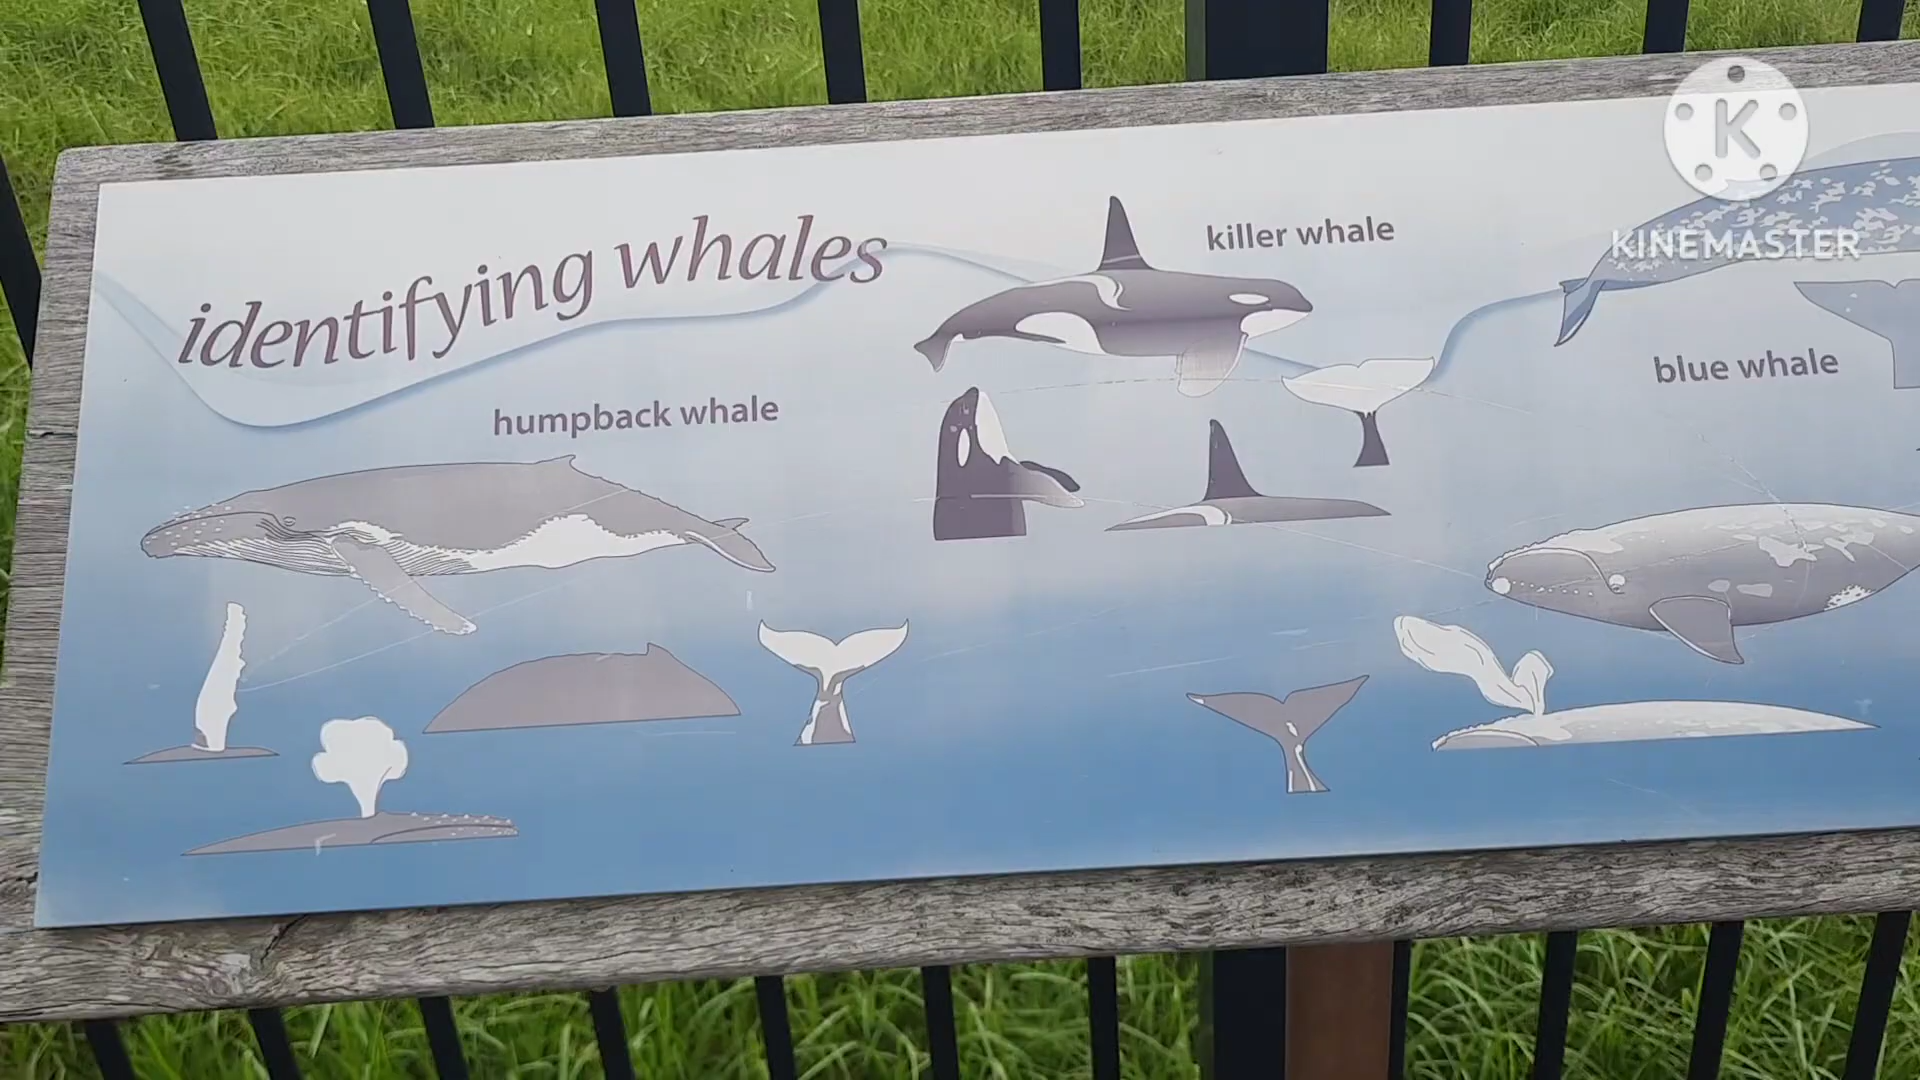 identifying whales
humpback whale
killer whale
blue whale
K
KINEMASTER